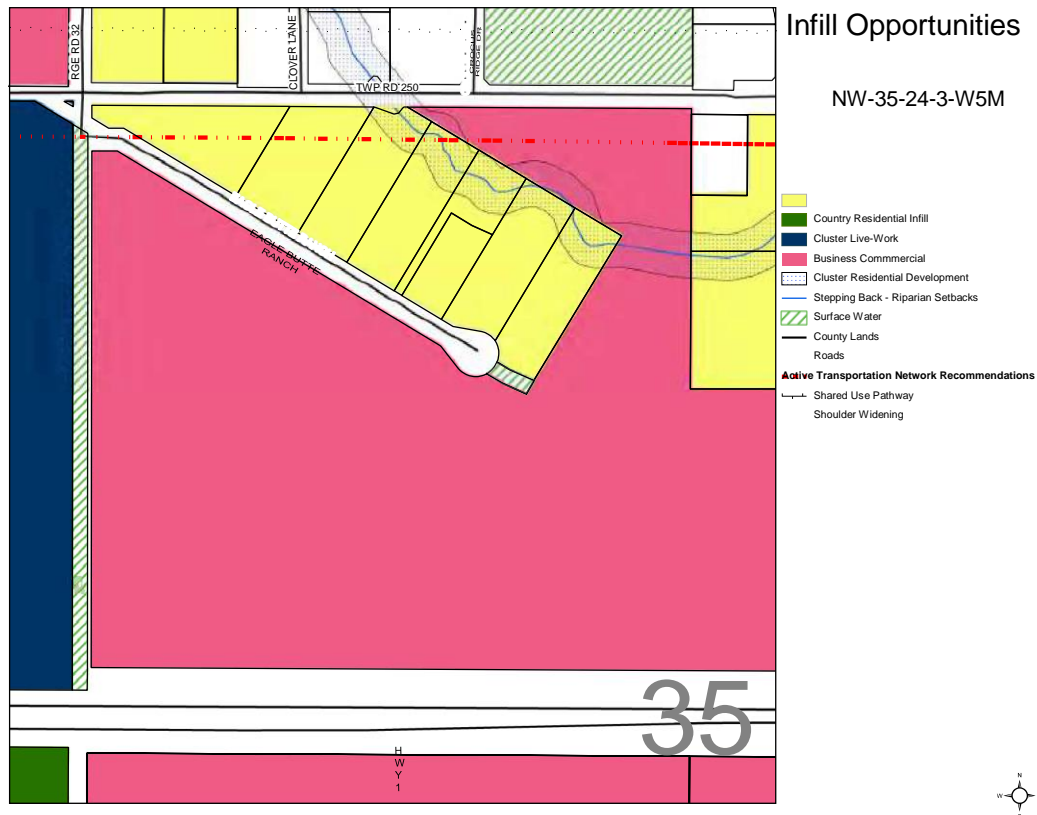 Infill Opportunities
NW-35-24-3-W5M
RGE RD 32
CLOVER LANE
CROCUS
RIDGE DR
TWP RD 250
EAGLE BUTTE
RANCH
Country Residential Infill
Cluster Live-Work
Business Commmercial
Cluster Residential Development
Stepping Back - Riparian Setbacks
Surface Water
County Lands
Roads
Active Transportation Network Recommendations
Shared Use Pathway
Shoulder Widening
35
H
W
Y
1
N
W